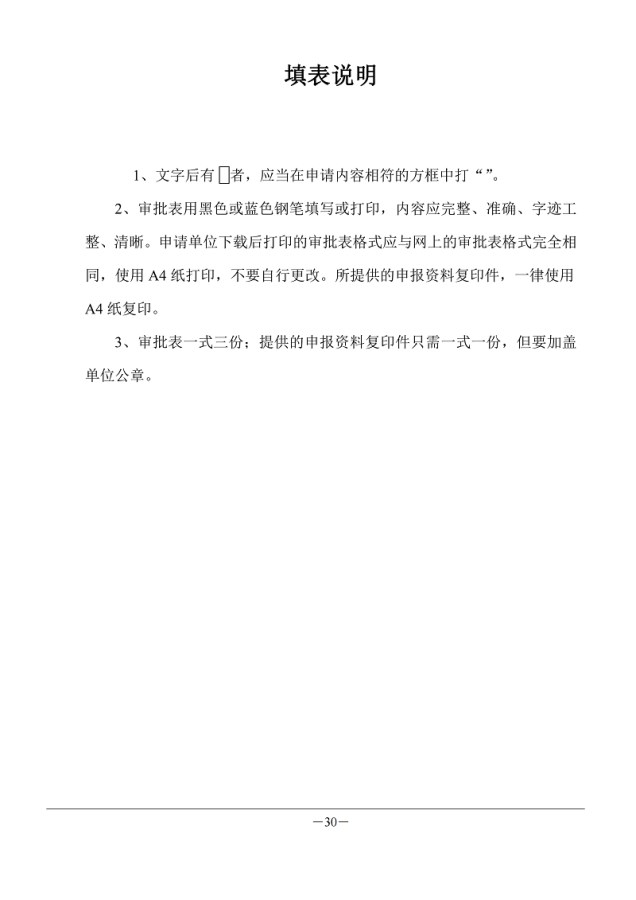 填表说明
1、文字后有□者，应当在申请内容相符的方框中打“ ”。
2、审批表用黑色或蓝色钢笔填写或打印，内容应完整、准确、字迹工
整、清晰。申请单位下载后打印的审批表格式应与网上的审批表格式完全相
同，使用 A4 纸打印，不要自行更改。所提供的申报资料复印件，一律使用
A4 纸复印。
3、审批表一式三份；提供的申报资料复印件只需一式一份，但要加盖
单位公章。
－30－